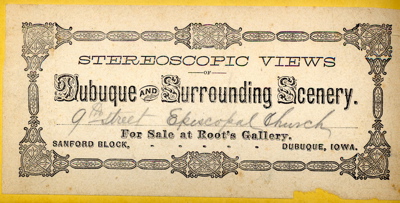 STEREOSCOPIC VIEWS
OF
Dubuque AND Surrounding Scenery.
9th Street Episcopal Church
For Sale at Root's Gallery.
SANFORD BLOCK, - - - - - DUBUQUE, IOWA.